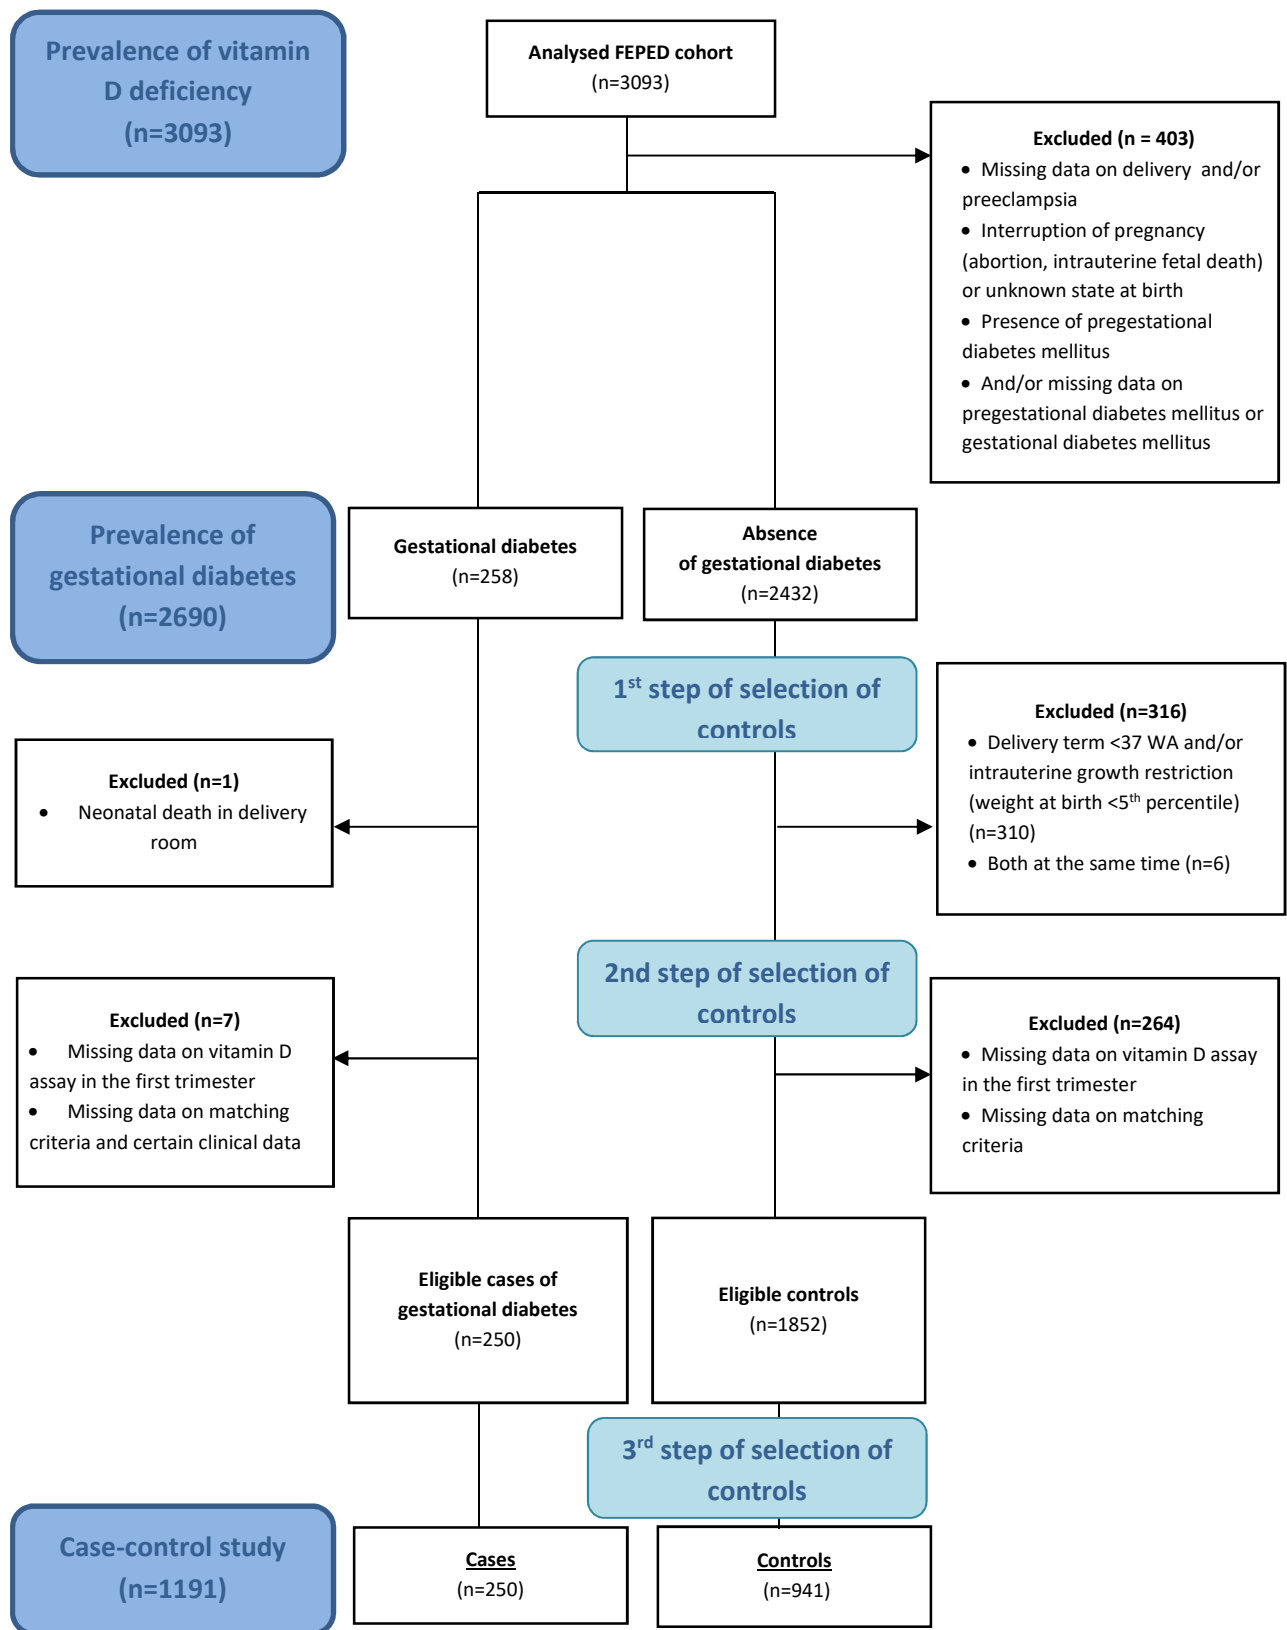 Prevalence of vitamin
D deficiency
(n=3093)
Analysed FEPED cohort
(n=3093)
Excluded (n = 403)
• Missing data on delivery and/or
preeclampsia
• Interruption of pregnancy
(abortion, intrauterine fetal death)
or unknown state at birth
• Presence of pregestational
diabetes mellitus
• And/or missing data on
pregestational diabetes mellitus or
gestational diabetes mellitus
Prevalence of
gestational diabetes
(n=2690)
Gestational diabetes
(n=258)
Absence
of gestational diabetes
(n=2432)
1st step of selection of
controls
Excluded (n=316)
• Delivery term <37 WA and/or
intrauterine growth restriction
(weight at birth <5th percentile)
(n=310)
• Both at the same time (n=6)
Excluded (n=1)
• Neonatal death in delivery
room
2nd step of selection of
controls
Excluded (n=7)
• Missing data on vitamin D
assay in the first trimester
• Missing data on matching
criteria and certain clinical data
Excluded (n=264)
• Missing data on vitamin D assay
in the first trimester
• Missing data on matching
criteria
Eligible cases of
gestational diabetes
(n=250)
Eligible controls
(n=1852)
3rd step of selection of
controls
Case-control study
(n=1191)
Cases
(n=250)
Controls
(n=941)